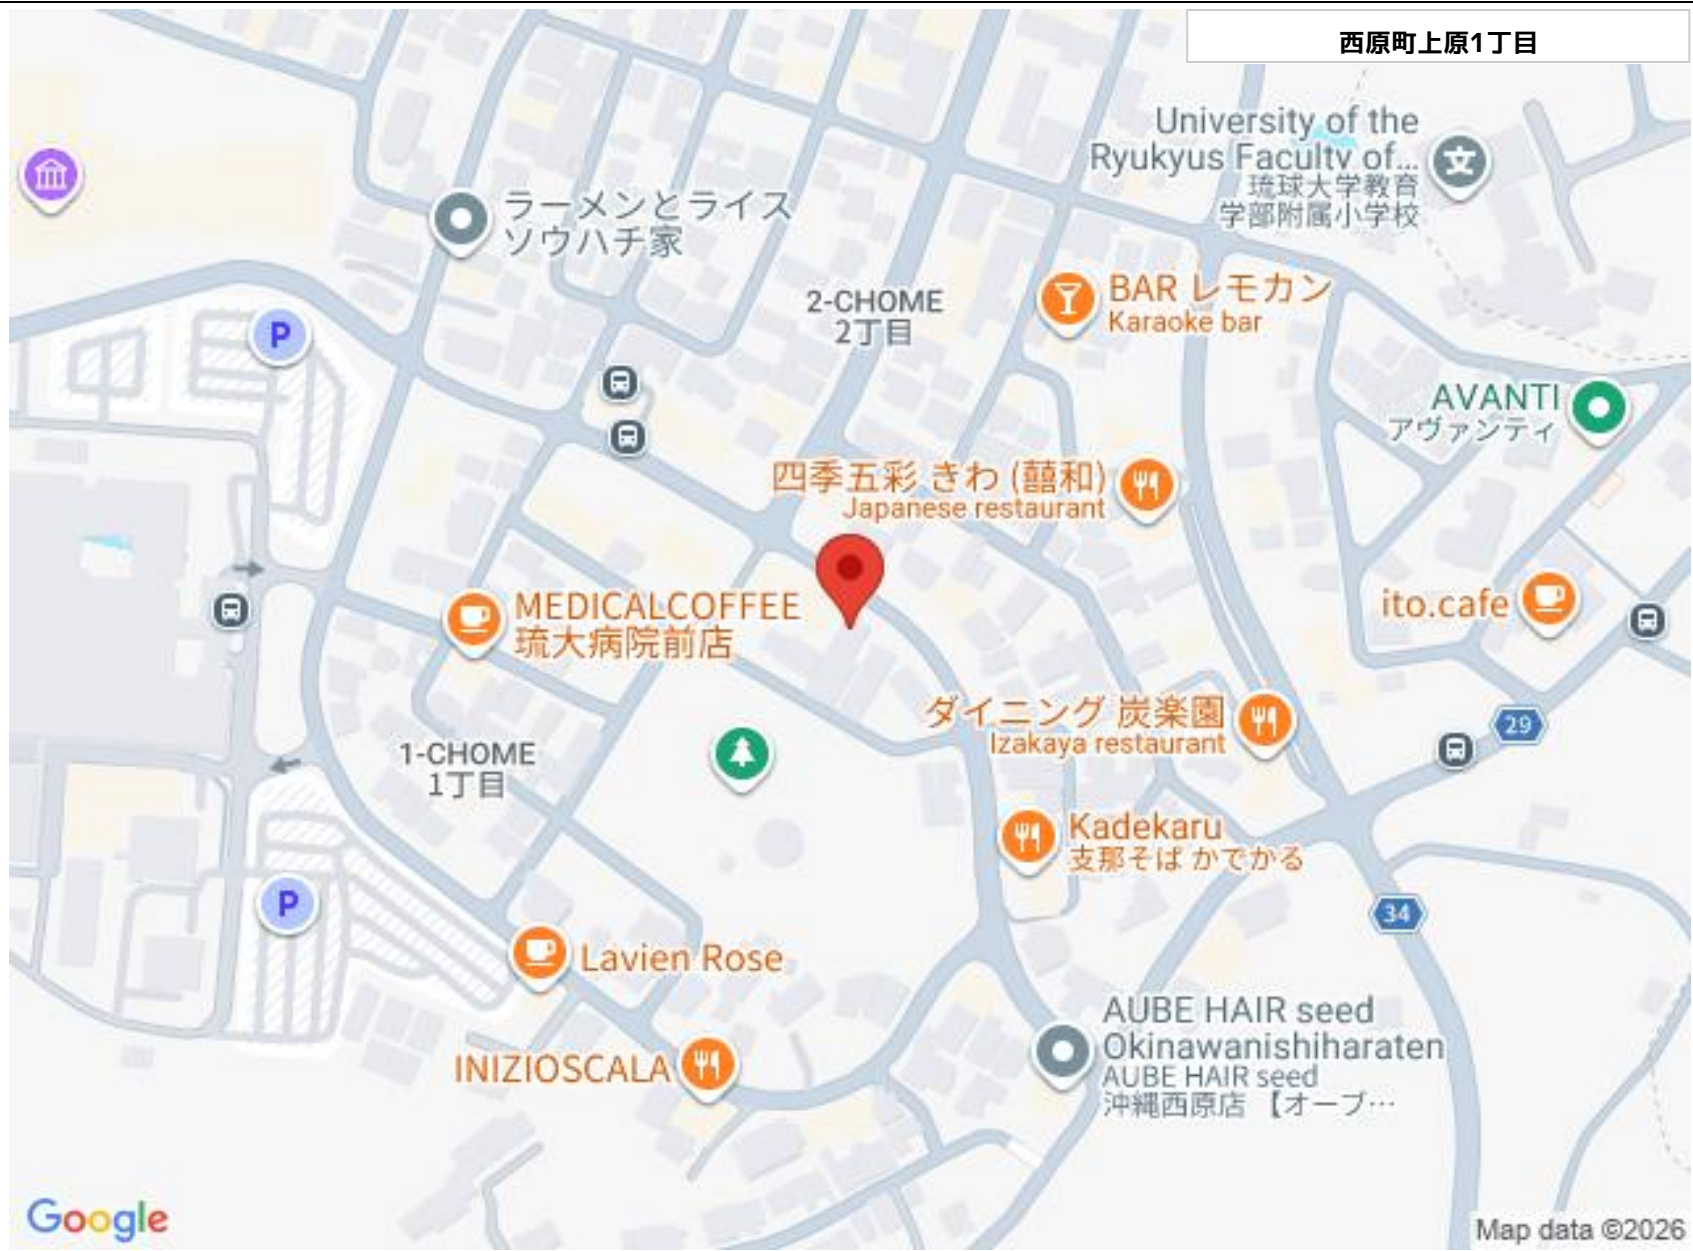 西原町上原1丁目
University of the
Ryukyus Faculty of...
琉球大学教育
学部附属小学校
ラーメンとライス
ソウハチ家
2-CHOME
2丁目
BAR レモカン
Karaoke bar
P
AVANTI
アヴァンティ
四季五彩 きわ (囍和)
Japanese restaurant
MEDICALCOFFEE
琉大病院前店
ito.cafe
ダイニング 炭楽園
Izakaya restaurant
29
1-CHOME
1丁目
Kadekaru
支那そば かでかる
P
34
Lavien Rose
AUBE HAIR seed
Okinawanishiharaten
AUBE HAIR seed
沖縄西原店 【オーブ…
INIZIOSCALA
Google
Map data ©2026
文